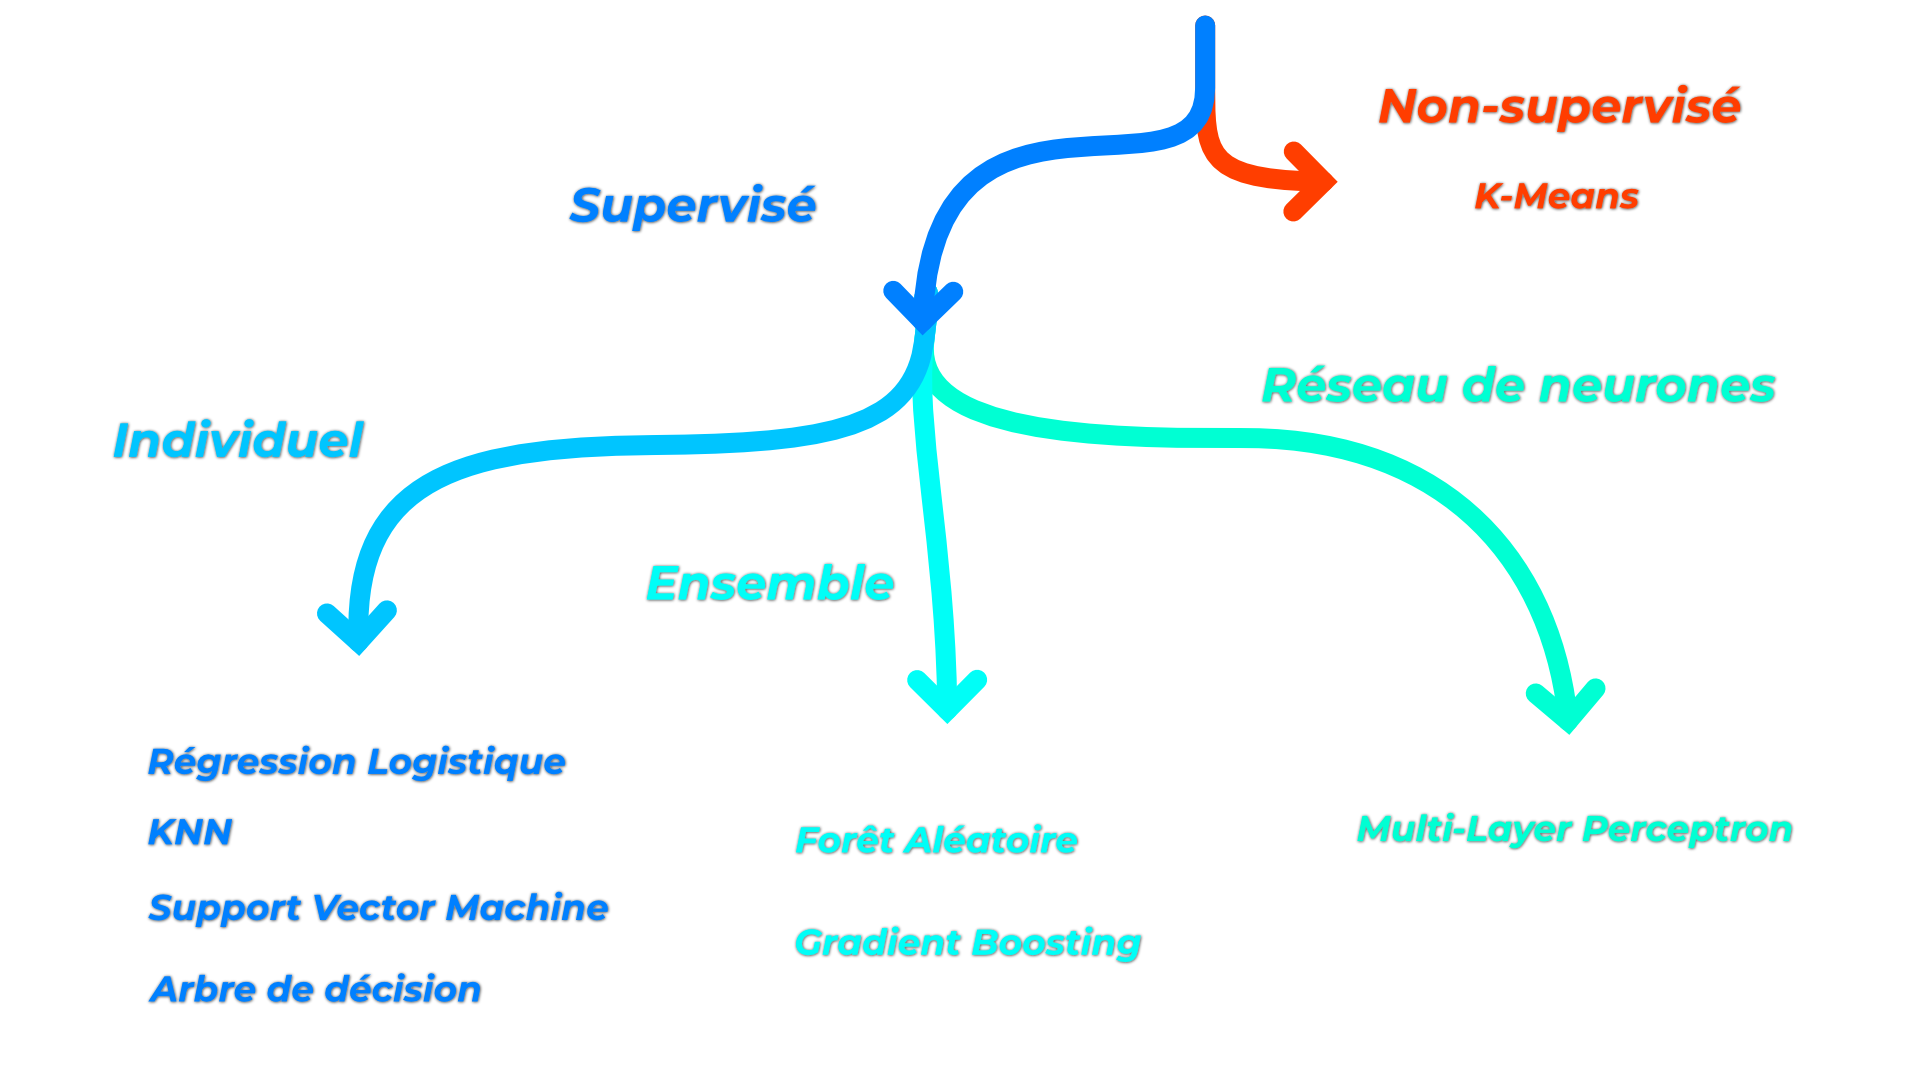 Non-supervisé
K-Means
Supervisé
Réseau de neurones
Individuel
Ensemble
Régression Logistique
KNN
Support Vector Machine
Arbre de décision
Forêt Aléatoire
Gradient Boosting
Multi-Layer Perceptron